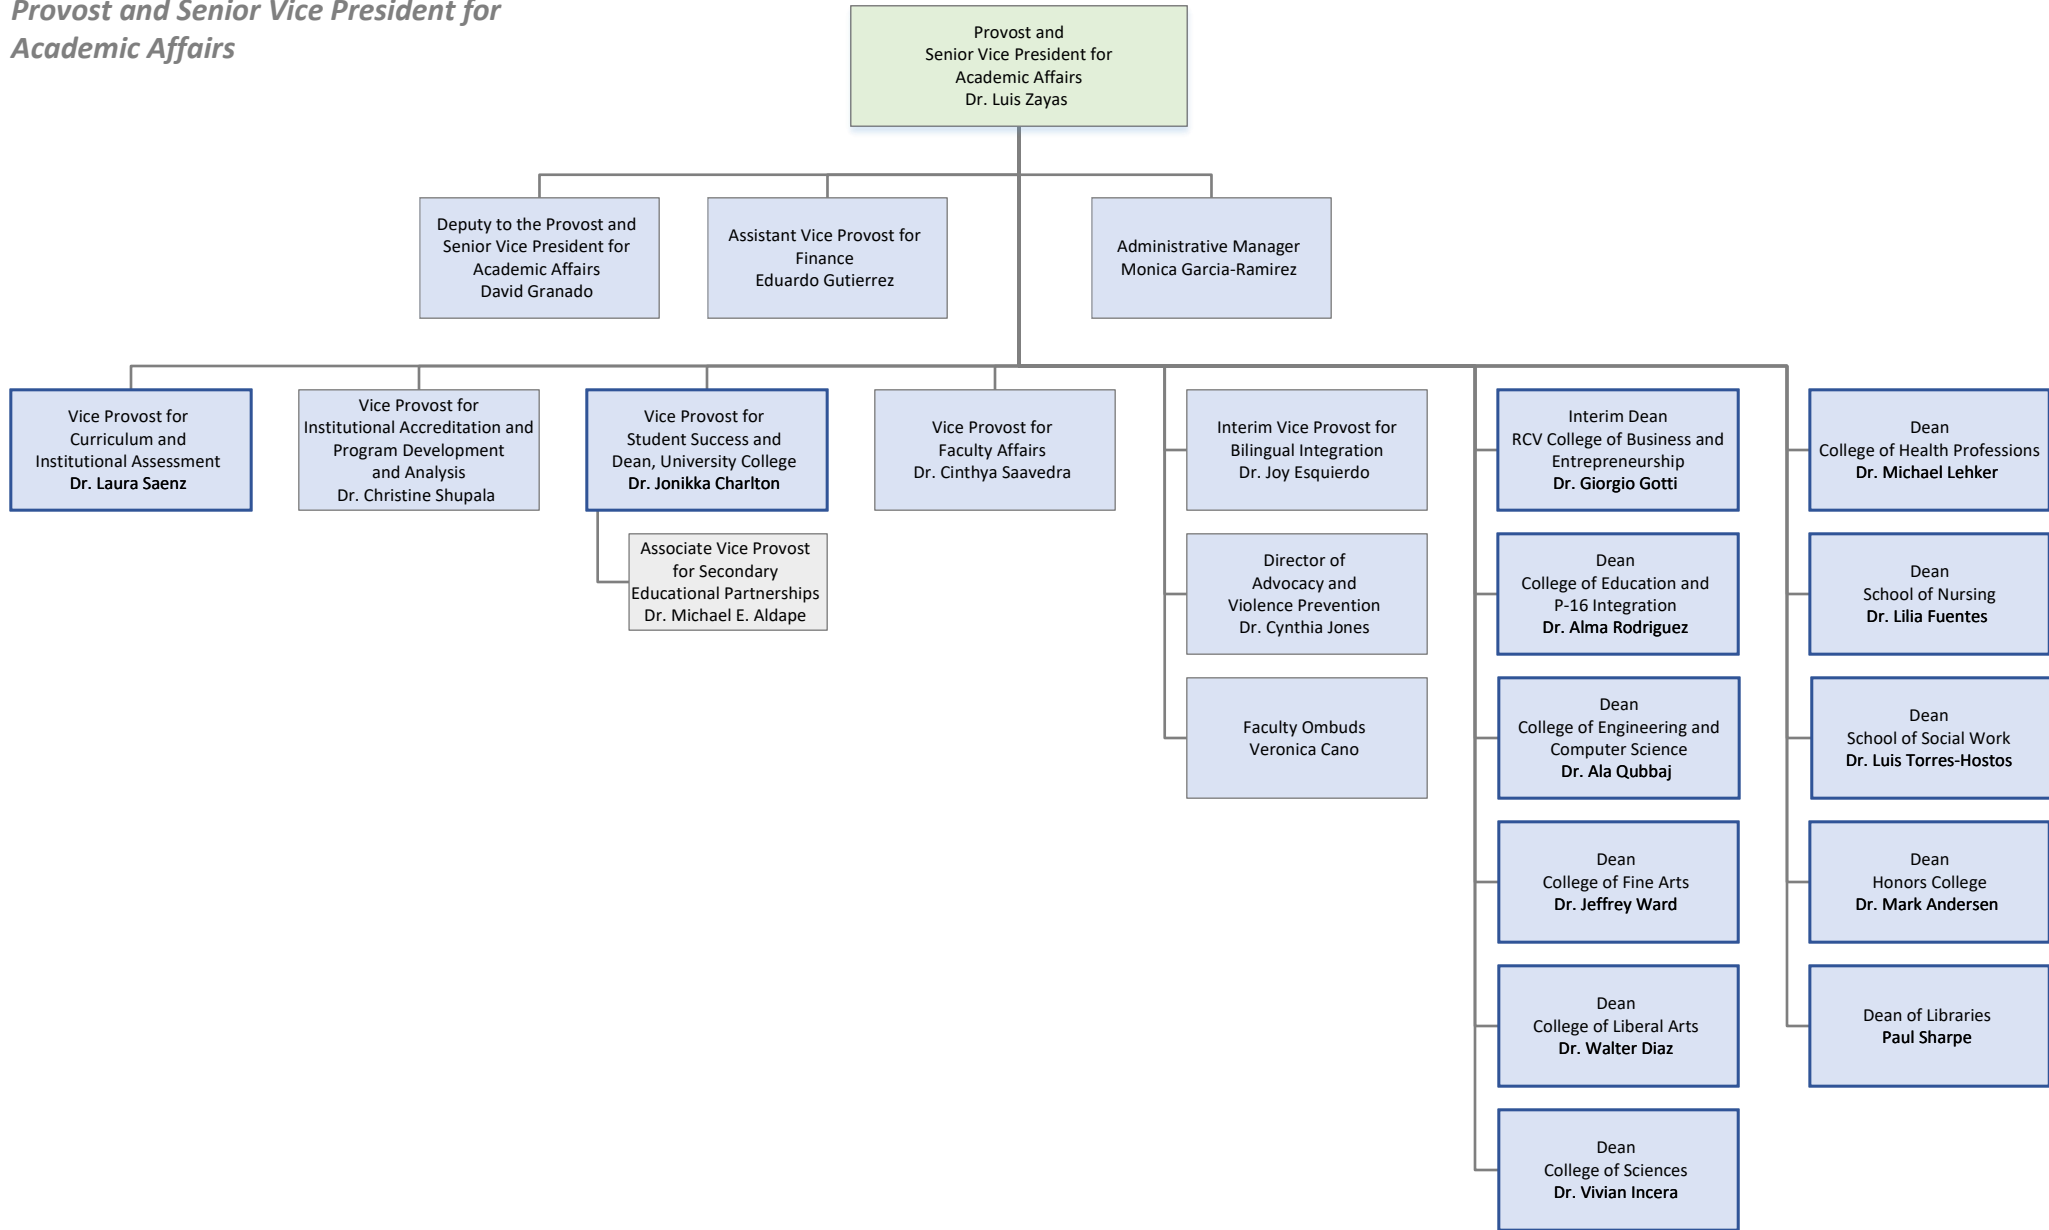 Provost and Senior Vice President for
Academic Affairs
Provost and
Senior Vice President for
Academic Affairs
Dr. Luis Zayas
Deputy to the Provost and
Senior Vice President for
Academic Affairs
David Granado
Assistant Vice Provost for
Finance
Eduardo Gutierrez
Administrative Manager
Monica Garcia-Ramirez
Vice Provost for
Curriculum and
Institutional Assessment
Dr. Laura Saenz
Vice Provost for
Institutional Accreditation and
Program Development
and Analysis
Dr. Christine Shupala
Vice Provost for
Student Success and
Dean, University College
Dr. Jonikka Charlton
Associate Vice Provost
for Secondary
Educational Partnerships
Dr. Michael E. Aldape
Vice Provost for
Faculty Affairs
Dr. Cinthya Saavedra
Interim Vice Provost for
Bilingual Integration
Dr. Joy Esquierdo
Director of
Advocacy and
Violence Prevention
Dr. Cynthia Jones
Faculty Ombuds
Veronica Cano
Interim Dean
RCV College of Business and
Entrepreneurship
Dr. Giorgio Gotti
Dean
College of Education and
P-16 Integration
Dr. Alma Rodriguez
Dean
College of Engineering and
Computer Science
Dr. Ala Qubbaj
Dean
College of Fine Arts
Dr. Jeffrey Ward
Dean
College of Liberal Arts
Dr. Walter Diaz
Dean
College of Sciences
Dr. Vivian Incera
Dean
College of Health Professions
Dr. Michael Lehker
Dean
School of Nursing
Dr. Lilia Fuentes
Dean
School of Social Work
Dr. Luis Torres-Hostos
Dean
Honors College
Dr. Mark Andersen
Dean of Libraries
Paul Sharpe